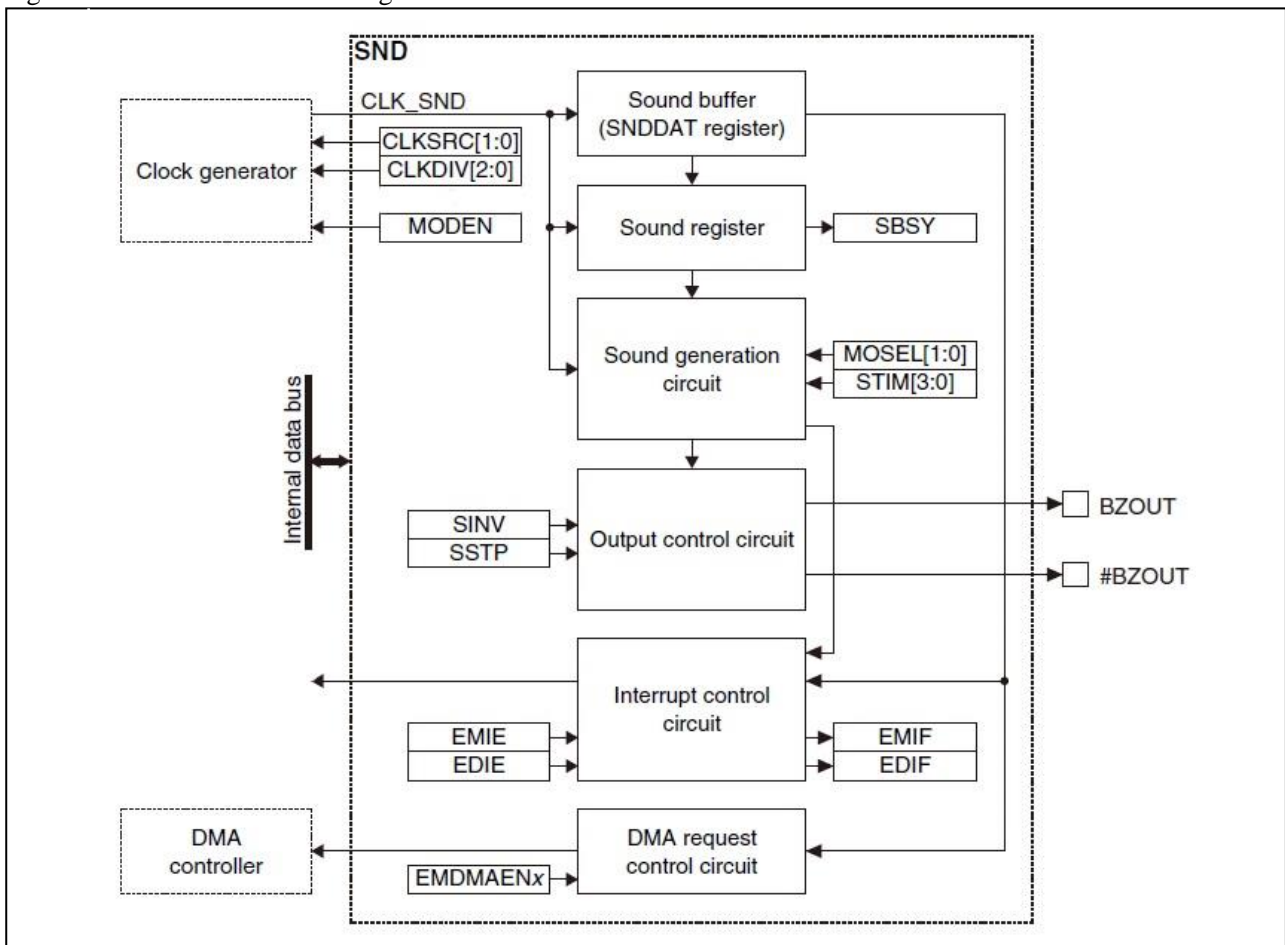 SND
CLK_SND
Sound buffer
(SNDDAT register)
CLKSRC[1:0]
CLKDIV[2:0]
Clock generator
MODEN
Sound register
SBSY
Sound generation
circuit
MOSEL[1:0]
STIM[3:0]
Internal data bus
SINV
SSTP
Output control circuit
BZOUT
#BZOUT
Interrupt control
circuit
EMIE
EDIE
EMIF
EDIF
DMA
controller
DMA request
control circuit
EMDMAENx